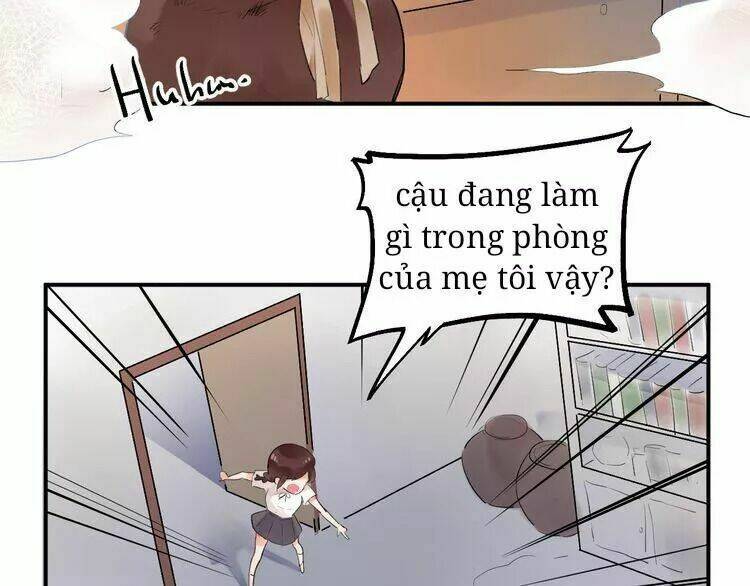 Huhu..
cậu đang làm
gì trong phòng
của mẹ tôi vậy?